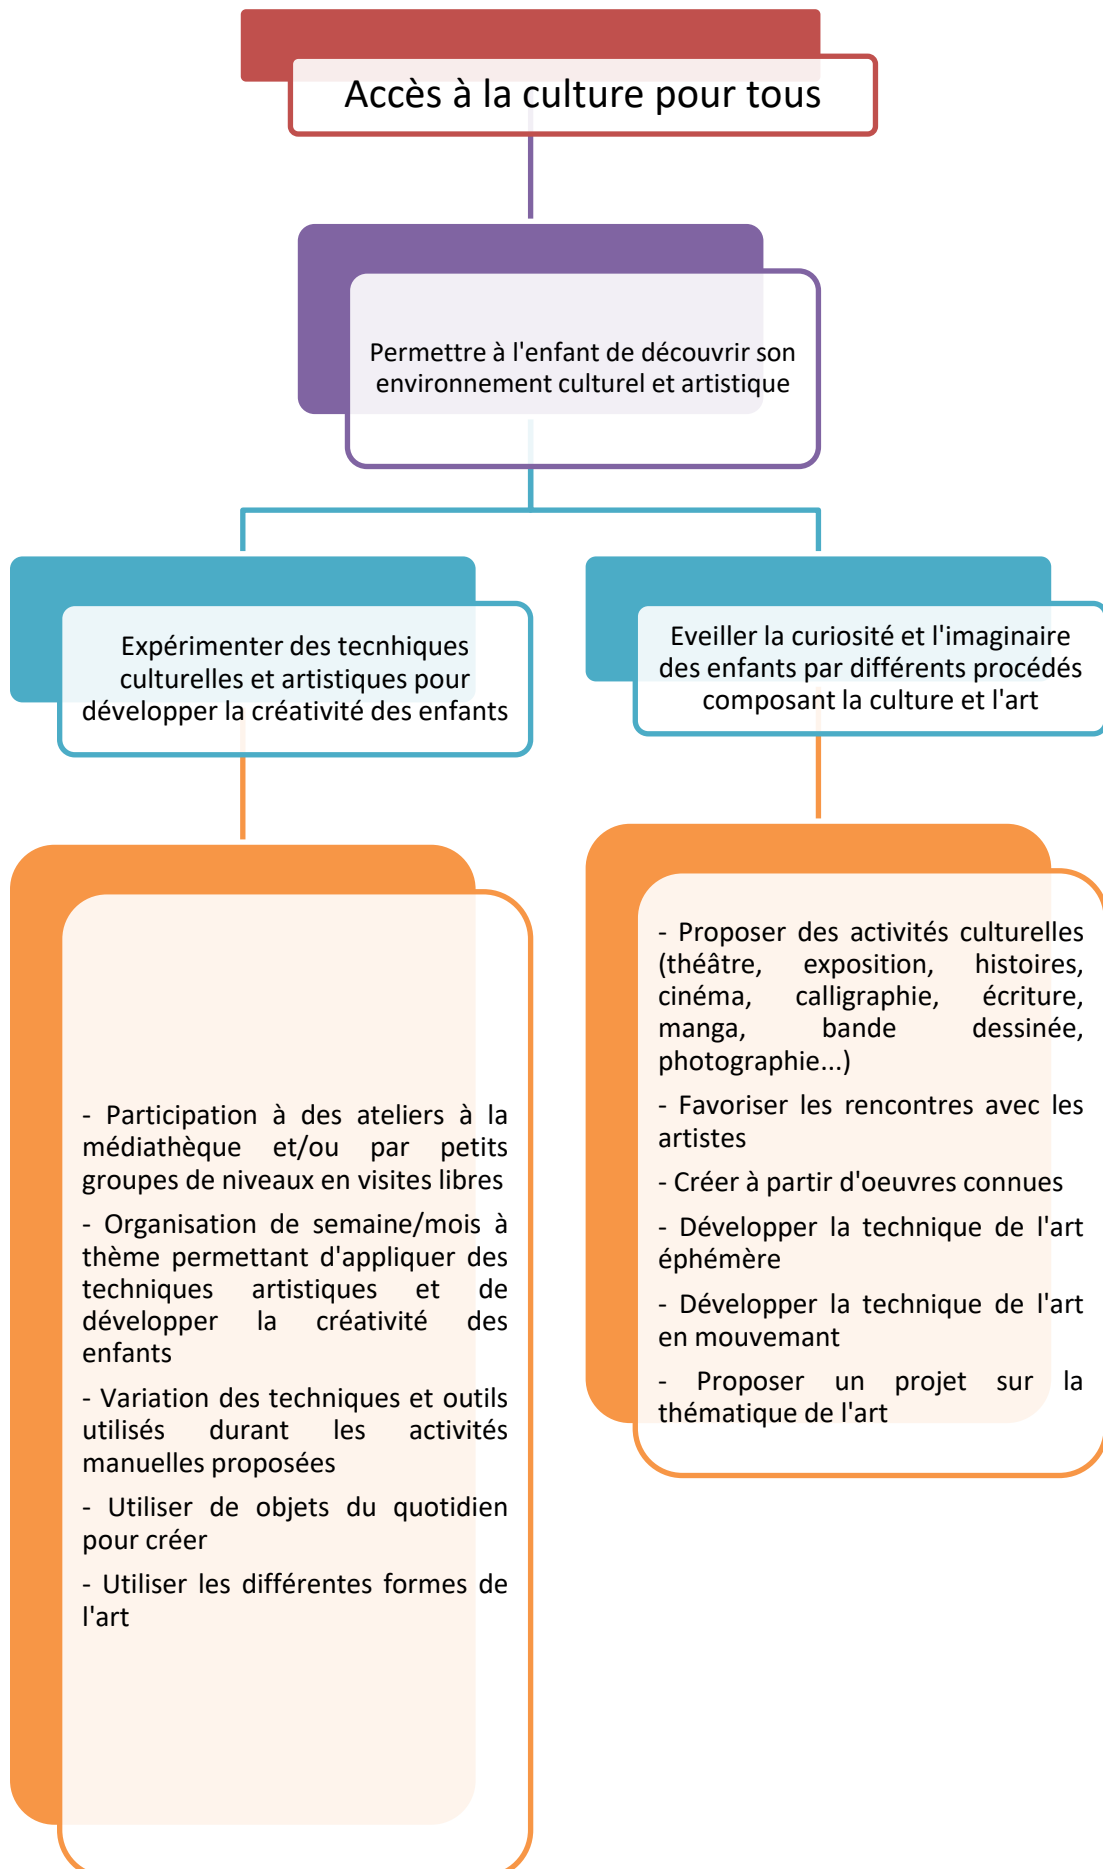 Accès à la culture pour tous
Permettre à l'enfant de découvrir son
environnement culturel et artistique
Expérimenter des tecnhiques
culturelles et artistiques pour
développer la créativité des enfants
Eveiller la curiosité et l'imaginaire
des enfants par différents procédés
composant la culture et l'art
- Participation à des ateliers à la
médiathèque et/ou par petits
groupes de niveaux en visites libres
- Organisation de semaine/mois à
thème permettant d'appliquer des
techniques artistiques et de
développer la créativité des
enfants
- Variation des techniques et outils
utilisés durant les activités
manuelles proposées
- Utiliser de objets du quotidien
pour créer
- Utiliser les différentes formes de
l'art
- Proposer des activités culturelles
(théâtre, exposition, histoires,
cinéma, calligraphie, écriture,
manga, bande dessinée,
photographie...)
- Favoriser les rencontres avec les
artistes
- Créer à partir d'oeuvres connues
- Développer la technique de l'art
éphémère
- Développer la technique de l'art
en mouvemant
- Proposer un projet sur la
thématique de l'art